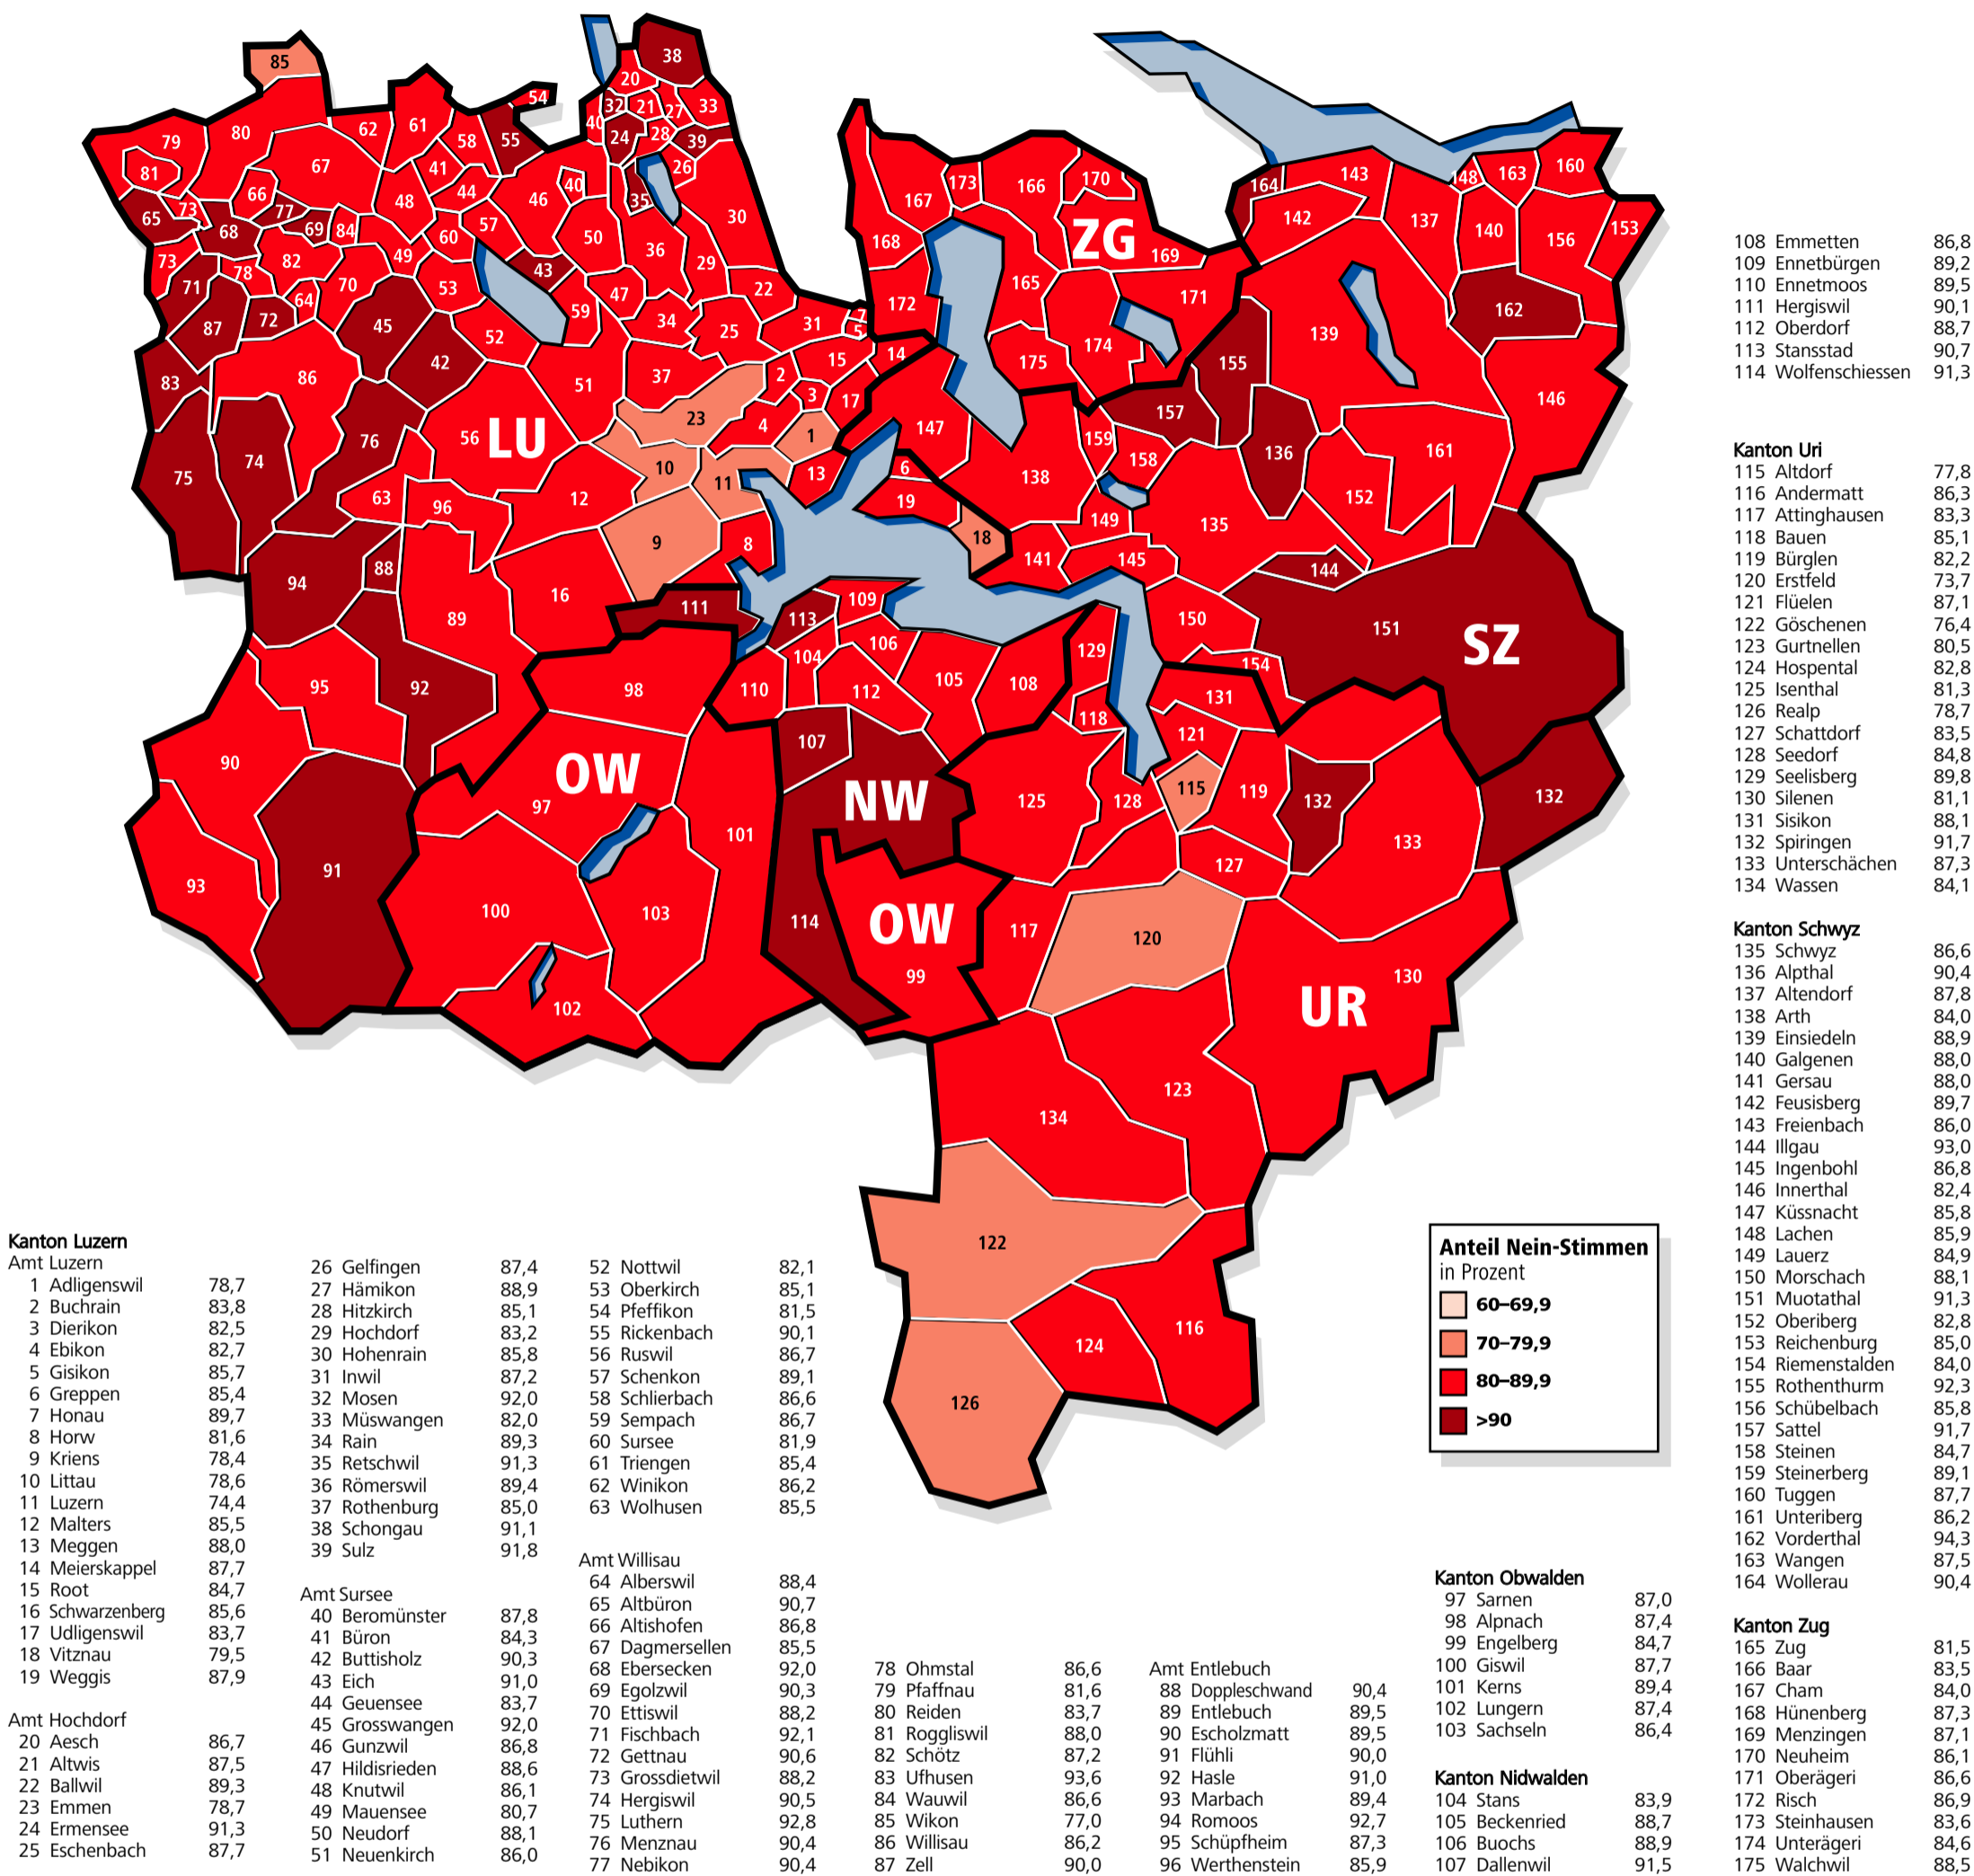 LU
ZG
OW
NW
OW
SZ
UR
Kanton Luzern
Amt Luzern
1 Adligenswil 78,7
2 Buchrain 83,8
3 Dierikon 82,5
4 Ebikon 82,7
5 Gisikon 85,7
6 Greppen 85,4
7 Honau 89,7
8 Horw 81,6
9 Kriens 78,4
10 Littau 78,6
11 Luzern 74,4
12 Malters 85,5
13 Meggen 88,0
14 Meierskappel 87,7
15 Root 84,7
16 Schwarzenberg 85,6
17 Udligenswil 83,7
18 Vitznau 79,5
19 Weggis 87,9
Amt Hochdorf
20 Aesch 86,7
21 Altwis 87,5
22 Ballwil 89,3
23 Emmen 78,7
24 Ermensee 91,3
25 Eschenbach 87,7
26 Gelfingen 87,4
27 Hämikon 88,9
28 Hitzkirch 85,1
29 Hochdorf 83,2
30 Hohenrain 85,8
31 Inwil 87,2
32 Mosen 92,0
33 Müswangen 82,0
34 Rain 89,3
35 Retschwil 91,3
36 Römerswil 89,4
37 Rothenburg 85,0
38 Schongau 91,1
39 Sulz 91,8
Amt Sursee
40 Beromünster 87,8
41 Büron 84,3
42 Buttisholz 90,3
43 Eich 91,0
44 Geuensee 83,7
45 Grosswangen 92,0
46 Gunzwil 86,8
47 Hildisrieden 88,6
48 Knutwil 86,1
49 Mauensee 80,7
50 Neudorf 88,1
51 Neuenkirch 86,0
52 Nottwil 82,1
53 Oberkirch 85,1
54 Pfeffikon 81,5
55 Rickenbach 90,1
56 Ruswil 86,7
57 Schenkon 89,1
58 Schlierbach 86,6
59 Sempach 86,7
60 Sursee 81,9
61 Triengen 85,4
62 Winikon 86,2
63 Wolhusen 85,5
Amt Willisau
64 Alberswil 88,4
65 Altbüron 90,7
66 Altishofen 86,8
67 Dagmersellen 85,5
68 Ebersecken 92,0
69 Egolzwil 90,3
70 Ettiswil 88,2
71 Fischbach 92,1
72 Gettnau 90,6
73 Grossdietwil 88,2
74 Hergiswil 90,5
75 Luthern 92,8
76 Menznau 90,4
77 Nebikon 90,4
78 Ohmstal 86,6
79 Pfaffnau 81,6
80 Reiden 83,7
81 Roggliswil 88,0
82 Schötz 87,2
83 Ufhusen 93,6
84 Wauwil 86,6
85 Wikon 77,0
86 Willisau 86,2
87 Zell 90,0
Amt Entlebuch
88 Doppleschwand 90,4
89 Entlebuch 89,5
90 Escholzmatt 89,5
91 Flühli 90,0
92 Hasle 91,0
93 Marbach 89,4
94 Romoos 92,7
95 Schüpfheim 87,3
96 Werthenstein 85,9
Kanton Obwalden
97 Sarnen 87,0
98 Alpnach 87,4
99 Engelberg 84,7
100 Giswil 87,7
101 Kerns 89,4
102 Lungern 87,4
103 Sachseln 86,4
Kanton Nidwalden
104 Stans 83,9
105 Beckenried 88,7
106 Buochs 88,9
107 Dallenwil 91,5
108 Emmetten 86,8
109 Ennetbürgen 89,2
110 Ennetmoos 89,5
111 Hergiswil 90,1
112 Oberdorf 88,7
113 Stansstad 90,7
114 Wolfenschiessen 91,3
Kanton Uri
115 Altdorf 77,8
116 Andermatt 86,3
117 Attinghausen 83,3
118 Bauen 85,1
119 Bürglen 82,2
120 Erstfeld 73,7
121 Flüelen 87,1
122 Göschenen 76,4
123 Gurtnellen 80,5
124 Hospental 82,8
125 Isenthal 81,3
126 Realp 78,7
127 Schattdorf 83,5
128 Seedorf 84,8
129 Seelisberg 89,8
130 Silenen 81,1
131 Sisikon 88,1
132 Spiringen 91,7
133 Unterschächen 87,3
134 Wassen 84,1
Kanton Schwyz
135 Schwyz 86,6
136 Alpthal 90,4
137 Altendorf 87,8
138 Arth 84,0
139 Einsiedeln 88,9
140 Galgenen 88,0
141 Gersau 88,0
142 Feusisberg 89,7
143 Freienbach 86,0
144 Illgau 93,0
145 Ingenbohl 86,8
146 Innerthal 82,4
147 Küssnacht 85,8
148 Lachen 85,9
149 Lauerz 84,9
150 Morschach 88,1
151 Muotathal 91,3
152 Oberiberg 82,8
153 Reichenburg 85,0
154 Riemenstalden 84,0
155 Rothenthurm 92,3
156 Schübelbach 85,8
157 Sattel 91,7
158 Steinen 84,7
159 Steinerberg 89,1
160 Tuggen 87,7
161 Unteriberg 86,2
162 Vorderthal 94,3
163 Wangen 87,5
164 Wollerau 90,4
Kanton Zug
165 Zug 81,5
166 Baar 83,5
167 Cham 84,0
168 Hünenberg 87,3
169 Menzingen 87,1
170 Neuheim 86,1
171 Oberägeri 86,6
172 Risch 86,9
173 Steinhausen 83,6
174 Unterägeri 84,6
175 Walchwil 88,5
Anteil Nein-Stimmen
in Prozent
60–69,9
70–79,9
80–89,9
>90